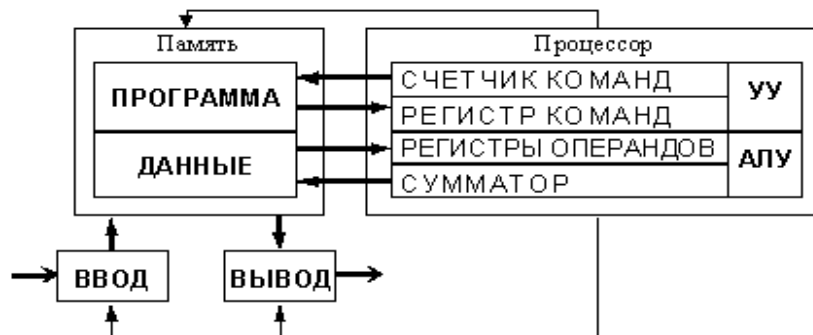 Память
Процессор
ПРОГРАММА
ДАННЫЕ
СЧЕТЧИК КОМАНД
РЕГИСТР КОМАНД
УУ
РЕГИСТРЫ ОПЕРАНДОВ
СУММАТОР
АЛУ
ВВОД
ВЫВОД